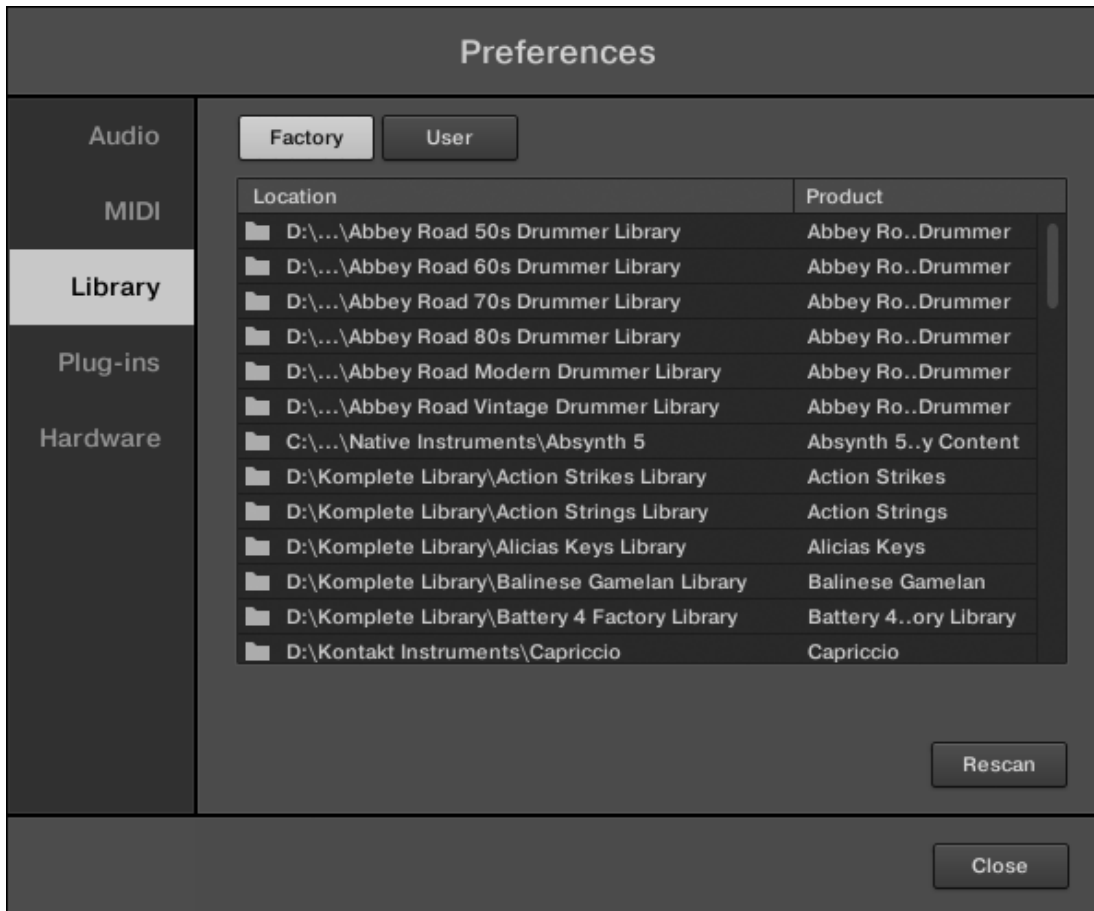 Preferences
Audio
MIDI
Library
Plug-ins
Hardware
Factory User
Location Product
D:\...\Abbey Road 50s Drummer Library Abbey Ro..Drummer
D:\...\Abbey Road 60s Drummer Library Abbey Ro..Drummer
D:\...\Abbey Road 70s Drummer Library Abbey Ro..Drummer
D:\...\Abbey Road 80s Drummer Library Abbey Ro..Drummer
D:\...\Abbey Road Modern Drummer Library Abbey Ro..Drummer
D:\...\Abbey Road Vintage Drummer Library Abbey Ro..Drummer
C:\...\Native Instruments\Absynth 5 Absynth 5..y Content
D:\Komplete Library\Action Strikes Library Action Strikes
D:\Komplete Library\Action Strings Library Action Strings
D:\Komplete Library\Alicias Keys Library Alicias Keys
D:\Komplete Library\Balinese Gamelan Library Balinese Gamelan
D:\Komplete Library\Battery 4 Factory Library Battery 4..ory Library
D:\Kontakt Instruments\Capriccio Capriccio
Rescan
Close